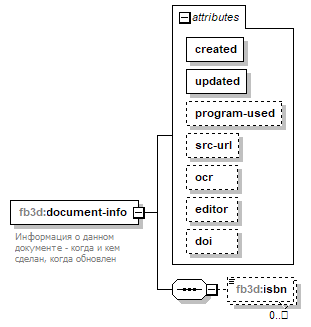 attributes
created
updated
program-used
src-url
ocr
editor
doi
fb3d:document-info
Информация о данном
документе - когда и кем
сделан, когда обновлен
fb3d:isbn
0..□